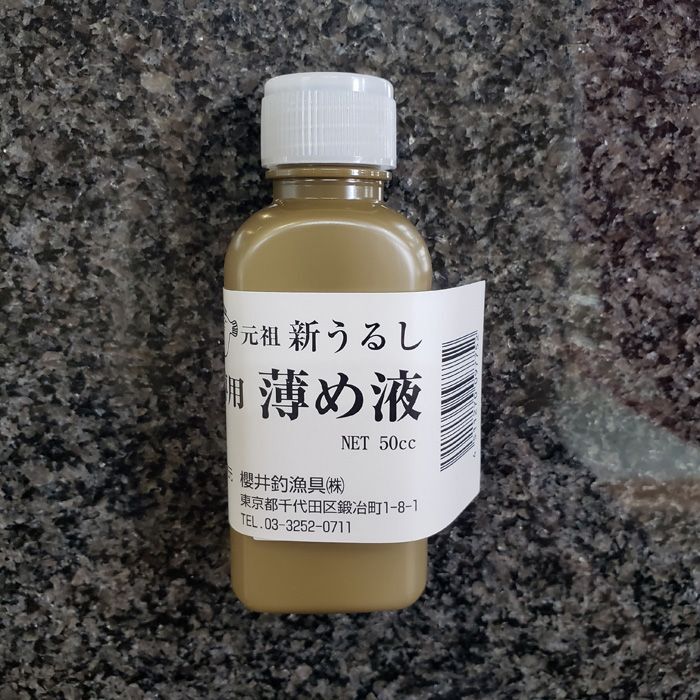 元祖 新うるし
用 薄め液
NET 50cc
櫻井釣漁具㈱
東京都千代田区鍛冶町1-8-1
TEL.03-3252-0711